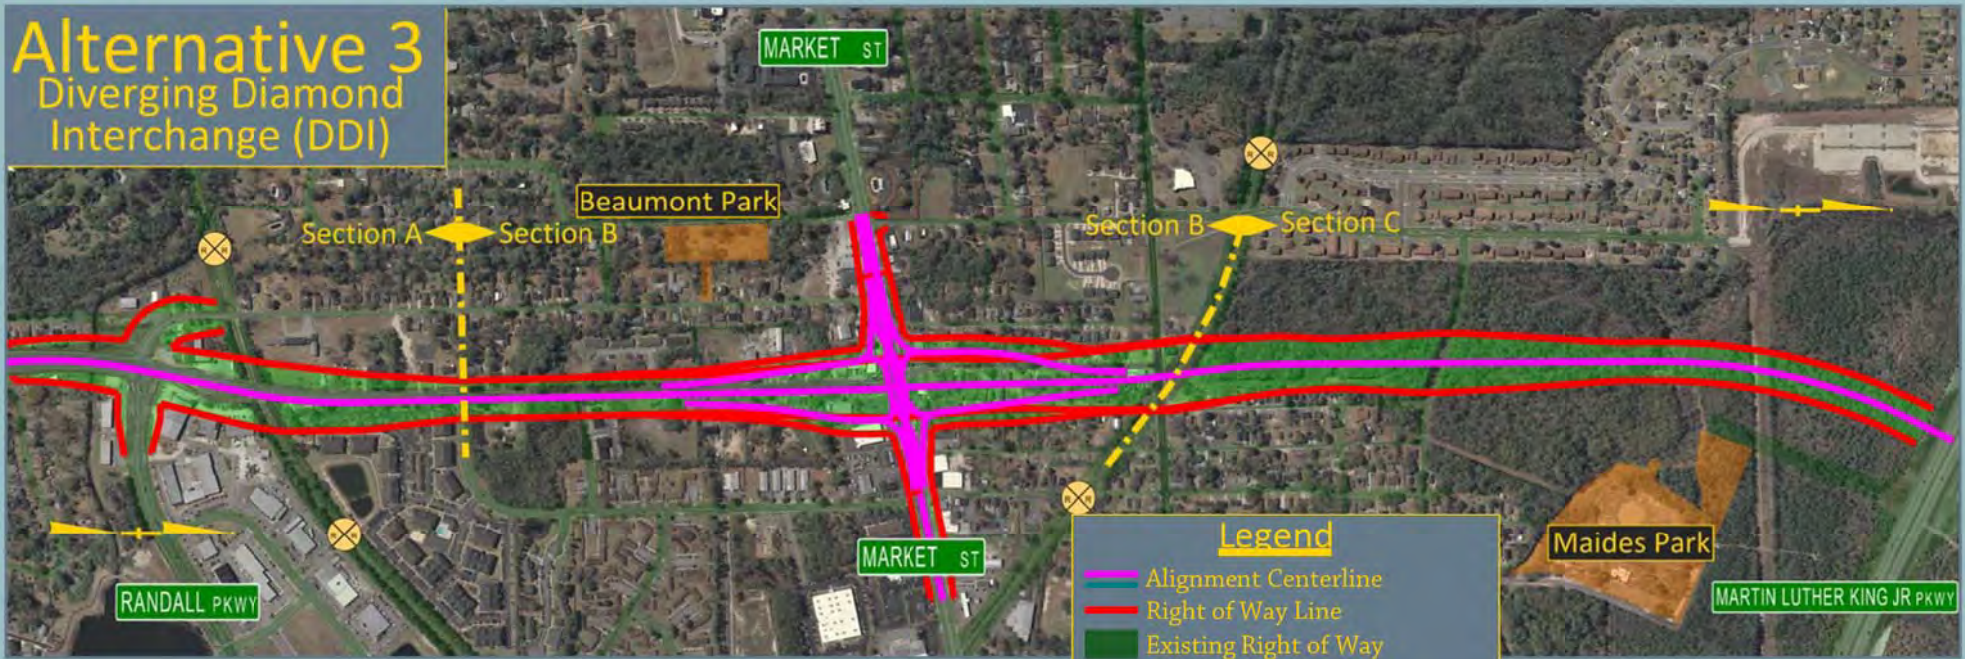 Alternative 3
Diverging Diamond
Interchange (DDI)
MARKET ST
Beaumont Park
Section A
Section B
Section B
Section C
R R
R R
R R
R R
MARKET ST
RANDALL PKWY
Legend
Alignment Centerline
Right of Way Line
Existing Right of Way
Maides Park
MARTIN LUTHER KING JR PKWY